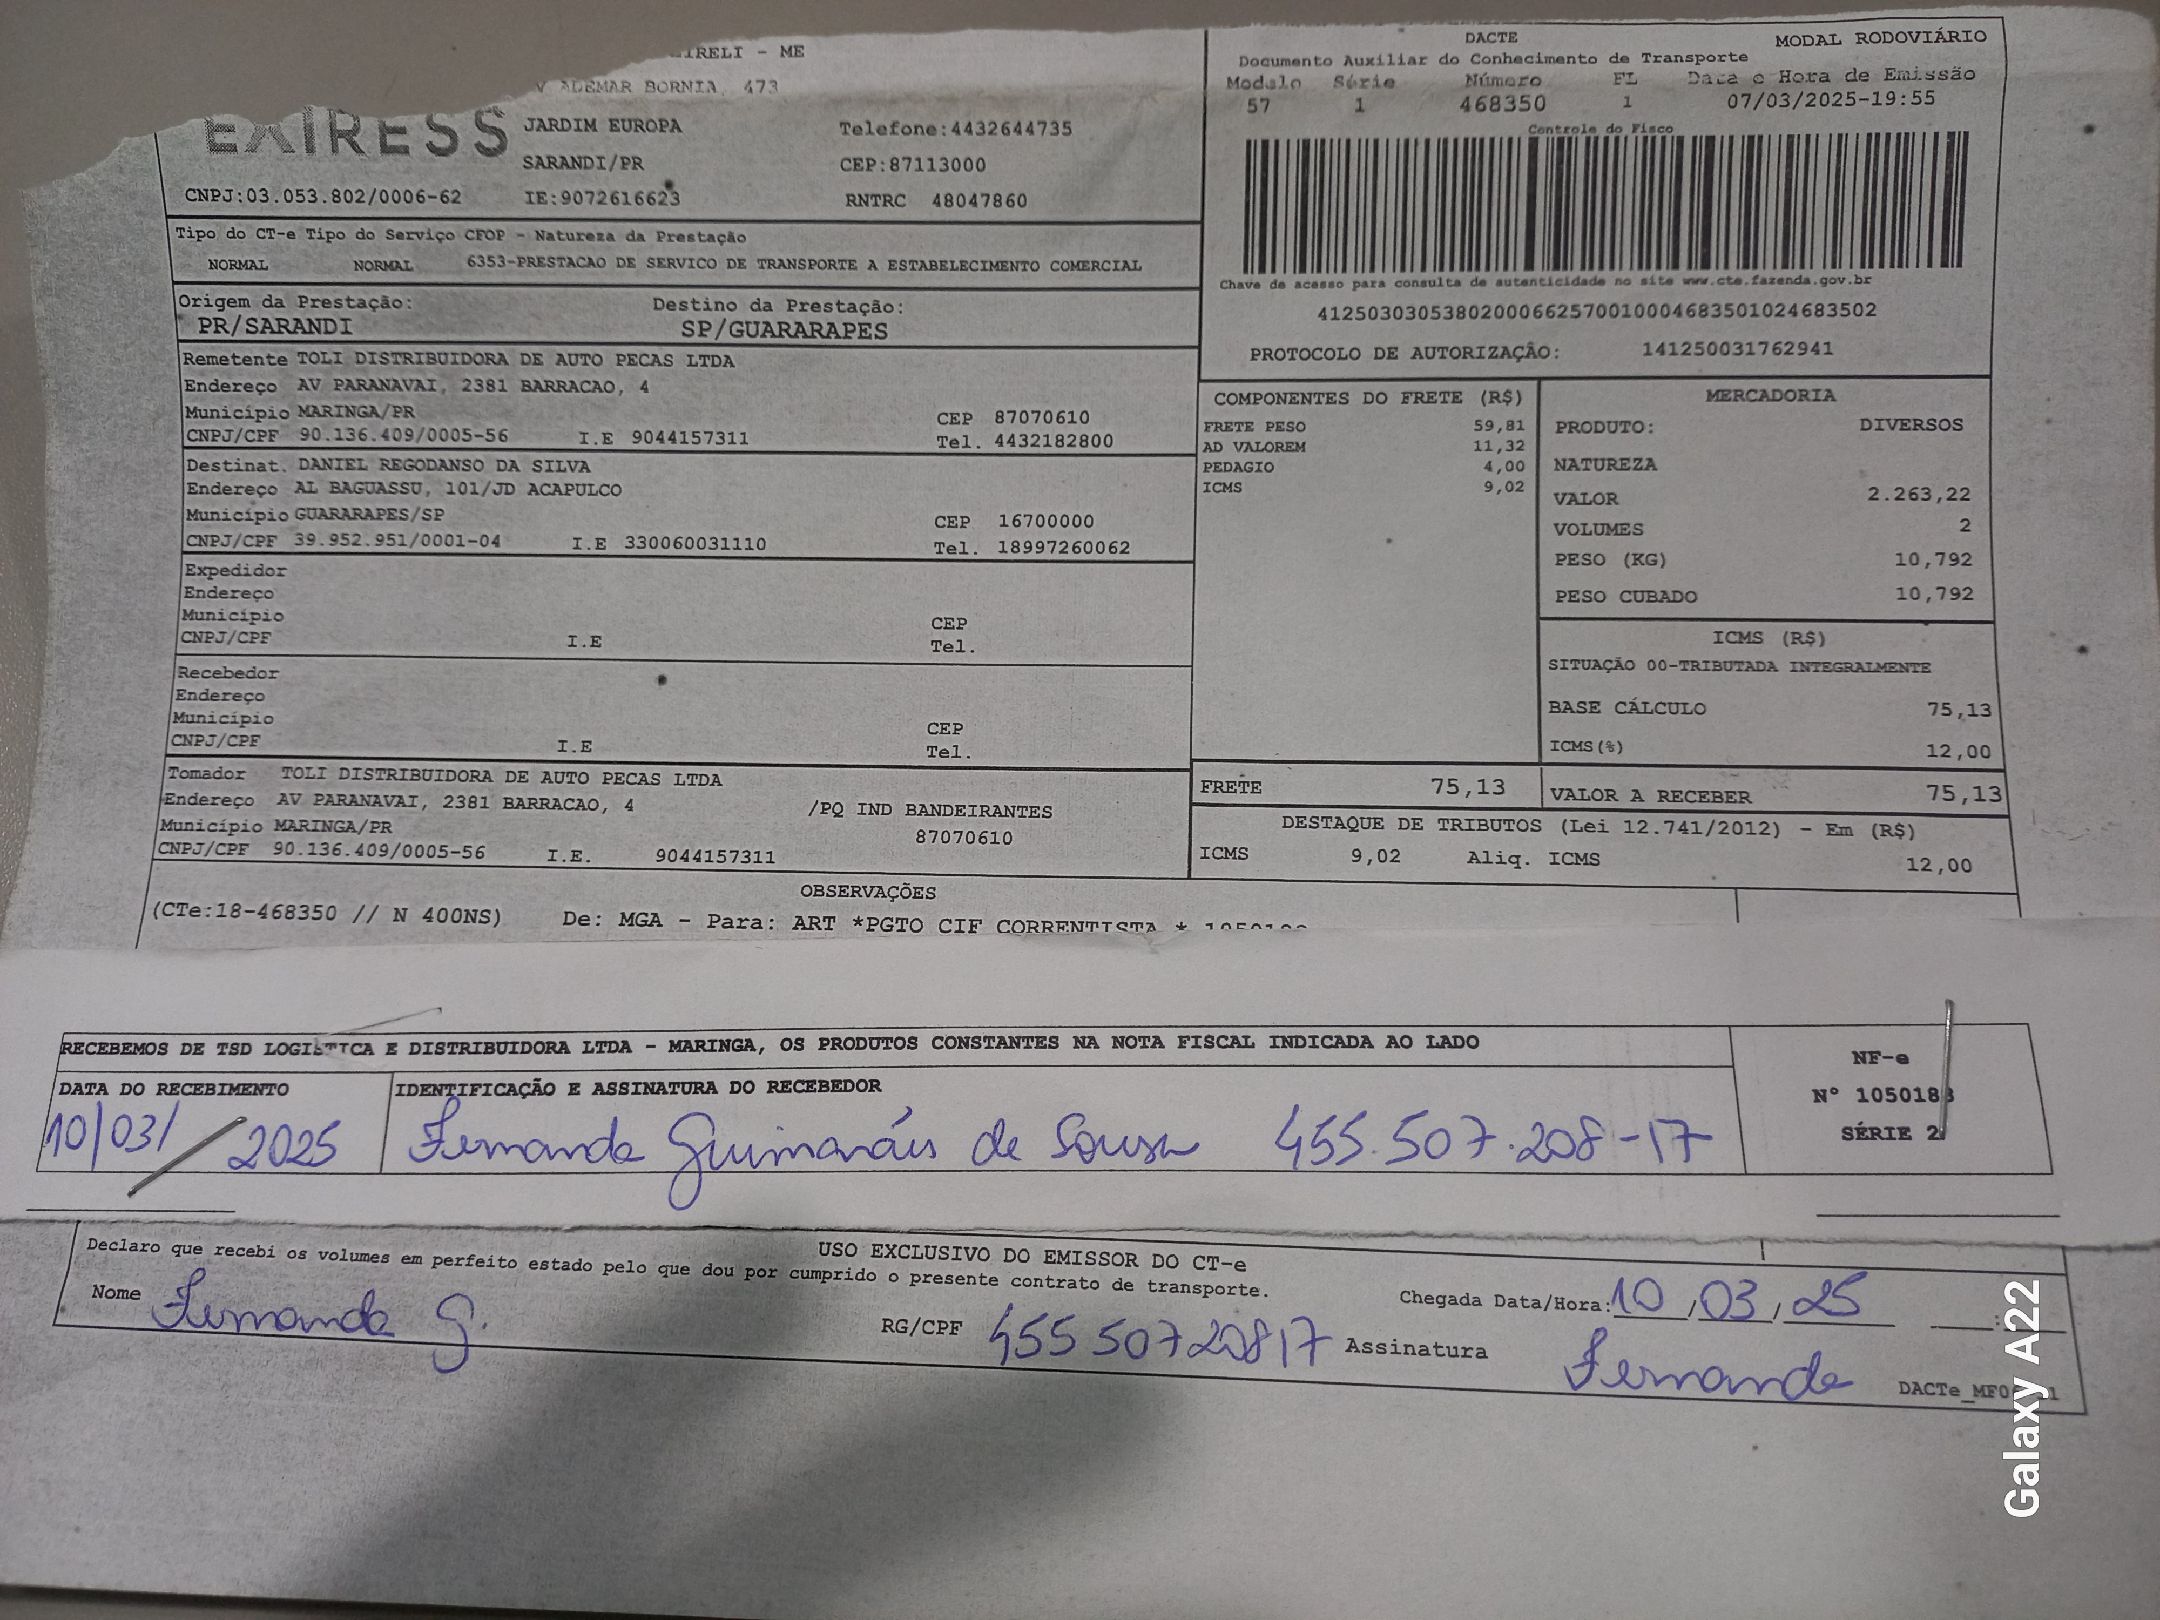 EIRELI - ME
ADEMAR BORNIA, 473
EXPRESS
JARDIM EUROPA
Telefone:4432644735
SARANDI/PR
CEP:87113000
CNPJ:03.053.802/0006-62
IE:9072616623
RNTRC 48047860
DACTE
MODAL RODOVIÁRIO
Documento Auxiliar do Conhecimento de Transporte
Modelo Série Número FL Data e Hora de Emissão
57 1 468350 1 07/03/2025-19:55
Controle do Fisco
Chave de acesso para consulta de autenticidade no site www.cte.fazenda.gov.br
41250303053802000662570010004683501024683502
PROTOCOLO DE AUTORIZAÇÃO: 141250031762941
Tipo do CT-e Tipo do Serviço CFOP - Natureza da Prestação
NORMAL NORMAL 6353-PRESTACAO DE SERVICO DE TRANSPORTE A ESTABELECIMENTO COMERCIAL
Origem da Prestação: Destino da Prestação:
PR/SARANDI SP/GUARARAPES
Remetente TOLI DISTRIBUIDORA DE AUTO PECAS LTDA
Endereço AV PARANAVAI, 2381 BARRACAO, 4
Município MARINGA/PR CEP 87070610
CNPJ/CPF 90.136.409/0005-56 I.E 9044157311 Tel. 4432182800
Destinat. DANIEL REGODANSO DA SILVA
Endereço AL BAGUASSU, 101/JD ACAPULCO
Município GUARARAPES/SP CEP 16700000
CNPJ/CPF 39.952.951/0001-04 I.E 330060031110 Tel. 18997260062
Expedidor
Endereço
Município CEP
CNPJ/CPF I.E Tel.
Recebedor
Endereço
Município CEP
CNPJ/CPF I.E Tel.
Tomador TOLI DISTRIBUIDORA DE AUTO PECAS LTDA
Endereço AV PARANAVAI, 2381 BARRACAO, 4 /PQ IND BANDEIRANTES
Município MARINGA/PR 87070610
CNPJ/CPF 90.136.409/0005-56 I.E. 9044157311
COMPONENTES DO FRETE (R$)
FRETE PESO 59,81
AD VALOREM 11,32
PEDAGIO 4,00
ICMS 9,02
MERCADORIA
PRODUTO: DIVERSOS
NATUREZA
VALOR 2.263,22
VOLUMES 2
PESO (KG) 10,792
PESO CUBADO 10,792
ICMS (R$)
SITUAÇÃO 00-TRIBUTADA INTEGRALMENTE
BASE CÁLCULO 75,13
ICMS(%) 12,00
FRETE 75,13 VALOR A RECEBER 75,13
DESTAQUE DE TRIBUTOS (Lei 12.741/2012) - Em (R$)
ICMS 9,02 Aliq. ICMS 12,00
OBSERVAÇÕES
(CTe:18-468350 // N 400NS) De: MGA - Para: ART *PGTO CIF CORRENTISTA *
RECEBEMOS DE TSD LOGISTICA E DISTRIBUIDORA LTDA - MARINGA, OS PRODUTOS CONSTANTES NA NOTA FISCAL INDICADA AO LADO
DATA DO RECEBIMENTO IDENTIFICAÇÃO E ASSINATURA DO RECEBEDOR
10/03/2025 Fernanda Guimarães de Sousa 455.507.208-17
NF-e
Nº 1050188
SÉRIE 2
USO EXCLUSIVO DO EMISSOR DO CT-e
Declaro que recebi os volumes em perfeito estado pelo que dou por cumprido o presente contrato de transporte.
Nome Fernanda G. RG/CPF 455 507 208 17
Chegada Data/Hora: 10/03/25 :
Assinatura Fernanda
Galaxy A22